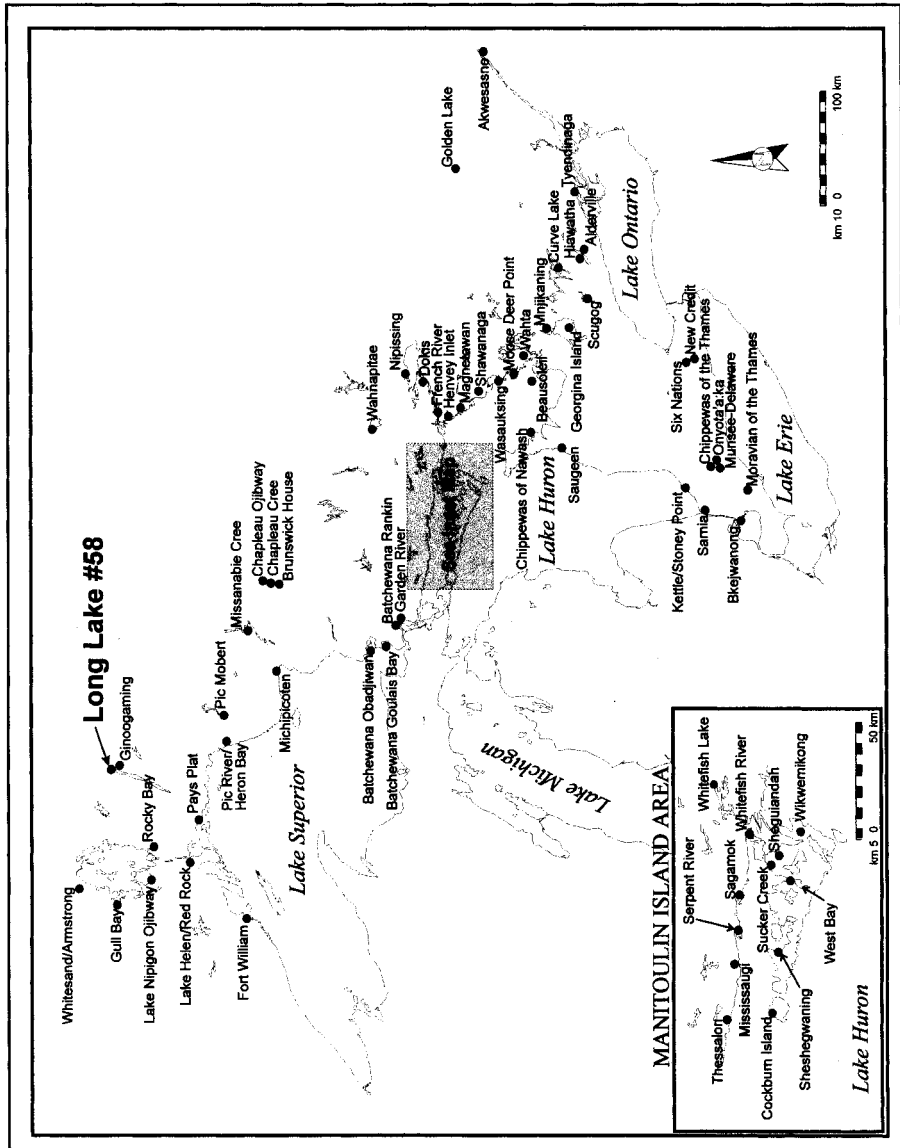 Long Lake #58
Ginoogaming
Whitesand/Armstrong
Gull Bay
Rocky Bay
Lake Nipigon Ojibway
Lake Helen/Red Rock
Pays Plat
Fort William
Pic River/
Heron Bay
Pic Mobert
Michipicoten
Missanabie Cree
Chapleau Ojibway
Chapleau Cree
Brunswick House
Lake Superior
Batchewana Obadjiwan
Batchewana Goulais Bay
Batchewana Rankin
Garden River
Lake Michigan
See Inset Map
Wahnapitae
Nipissing
Dokis
French River
Henvey Inlet
Magnetawan
Shawanaga
Wasauksing
Moose Deer Point
Wahta
Beausoleil
Mnjikaning
Georgina Island
Scugog
Curve Lake
Hiawatha
Alderville
Tyendinaga
Golden Lake
Akwesasne
Chippewas of Nawash
Saugeen
Lake Huron
Kettle/Stoney Point
Sarnia
Bkejwanong
Six Nations
New Credit
Chippewas of the Thames
Onyota'a:ka
Munsee-Delaware
Moravian of the Thames
Lake Erie
Lake Ontario
N
km 10 0 100 km
MANITOULIN ISLAND AREA
Thessalon
Mississaugi
Serpent River
Sagamok
Whitefish River
Whitefish Lake
Sucker Creek
Sheguiandah
Wikwemikong
West Bay
Sheshegwaning
Cockburn Island
Lake Huron
km 5 0 50 km